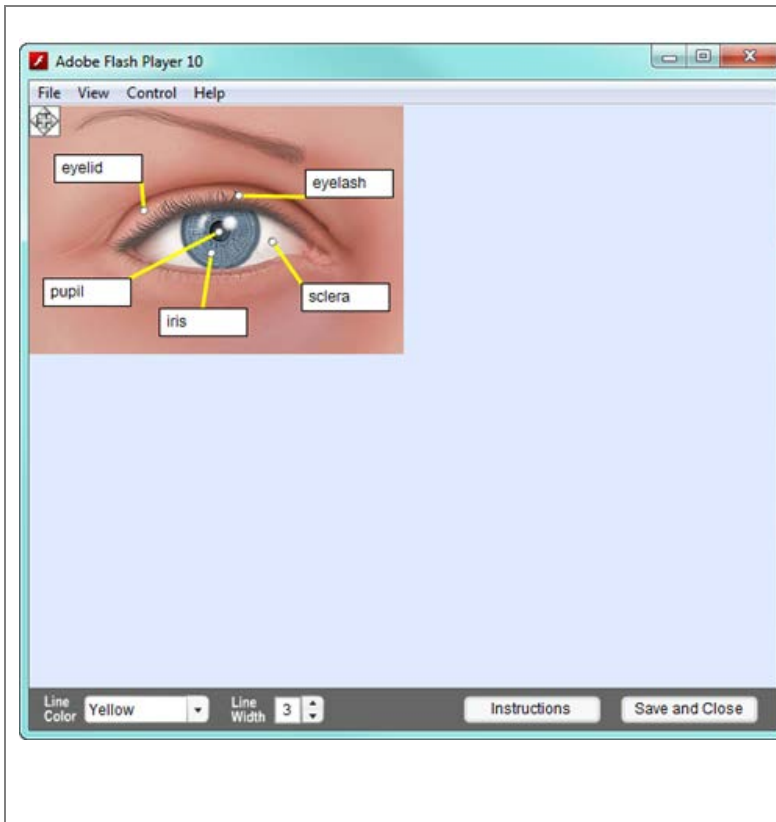 Adobe Flash Player 10
File View Control Help
eyelid
eyelash
pupil
sclera
iris
Line Color Yellow Line Width 3 Instructions Save and Close